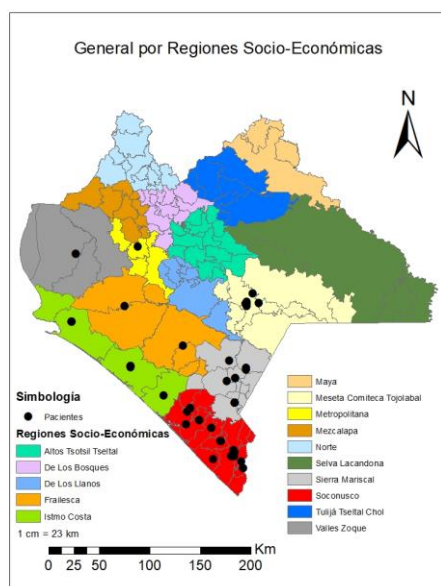 General por Regiones Socio-Económicas
N
Simbología
Pacientes
Regiones Socio-Económicas
Altos Tsotsil Tseltal
De Los Bosques
De Los Llanos
Frailesca
Istmo Costa
Maya
Meseta Comiteca Tojolabal
Metropolitana
Mezcalapa
Norte
Selva Lacandona
Sierra Mariscal
Soconusco
Tulijá Tseltal Chol
Valles Zoque
1 cm = 23 km
Km
0 25 50 100 150 200